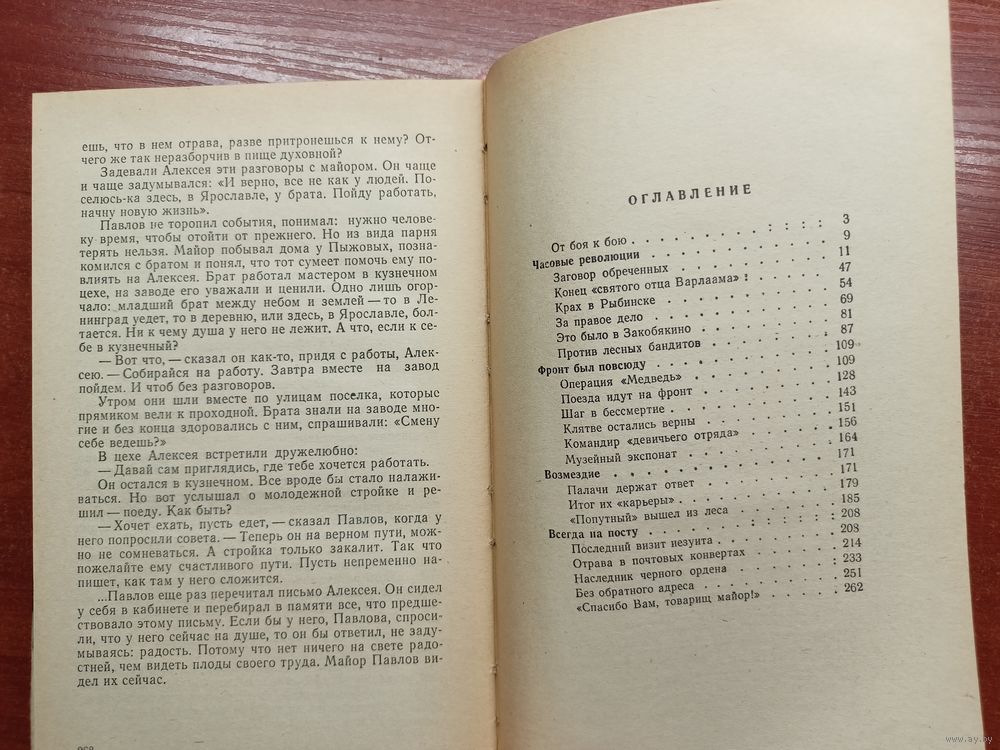 ешь, что в нем отрава, разве притронешься к нему? От-
чего же так неразборчив в пище духовной?
Задевали Алексея эти разговоры с майором. Он чаще
и чаще задумывался: «И верно, все не как у людей. По-
селюсь-ка здесь, в Ярославле, у брата. Пойду работать,
начну новую жизнь».
Павлов не торопил события, понимал: нужно челове-
ку время, чтобы отойти от прежнего. Но из вида парня
терять нельзя. Майор побывал дома у Пыжовых, позна-
комился с братом и понял, что тот сумеет помочь ему по-
влиять на Алексея. Брат работал мастером в кузнечном
цехе, на заводе его уважали и ценили. Одно лишь огор-
чало: младший брат между небом и землей — то в Ле-
нинград уедет, то в деревню, или здесь, в Ярославле, бол-
тается. Ни к чему душа у него не лежит. А что, если к се-
бе в кузнечный?
— Вот что, — сказал он как-то, придя с работы, Алек-
сею. — Собирайся на работу. Завтра вместе на завод
пойдем. И чтоб без разговоров.
Утром они шли вместе по улицам поселка, которые
прямиком вели к проходной. Брата знали на заводе мно-
гие и без конца здоровались с ним, спрашивали: «Смену
себе ведешь?»
В цехе Алексея встретили дружелюбно:
— Давай сам приглядись, где тебе хочется работать.
Он остался в кузнечном. Все вроде бы стало налажи-
ваться. Но вот услышал о молодежной стройке и ре-
шил — поеду. Как быть?
— Хочет ехать, пусть едет, — сказал Павлов, когда у
него попросили совета. — Теперь он на верном пути, мож-
но не сомневаться. А стройка только закалит. Так что
пожелайте ему счастливого пути. Пусть непременно на-
пишет, как там у него сложится.
...Павлов еще раз перечитал письмо Алексея. Он сидел
у себя в кабинете и перебирал в памяти все, что предше-
ствовало этому письму. Если бы у него, Павлова, спроси-
ли, что у него сейчас на душе, то он бы ответил, не заду-
мываясь: радость. Потому что нет ничего на свете радо-
стней, чем видеть плоды своего труда. Майор Павлов ви-
дел их сейчас.
ОГЛАВЛЕНИЕ
От боя к бою 3
Часовые революции 9
Заговор обреченных 11
Конец «святого отца Варлаама» 47
Крах в Рыбинске 54
За правое дело 69
Это было в Закобякино 81
Против лесных бандитов 87
Фронт был повсюду 109
Операция «Медведь» 109
Поезда идут на фронт 128
Шаг в бессмертие 143
Клятве остались верны 151
Командир «девичьего отряда» 156
Музейный экспонат 164
Возмездие 171
Палачи держат ответ 171
Итог их «карьеры» 179
«Попутный» вышел из леса 185
Всегда на посту 208
Последний визит иезуита 208
Отрава в почтовых конвертах 214
Наследник черного ордена 233
Без обратного адреса 251
«Спасибо Вам, товарищ майор!» 262
www.ay.by